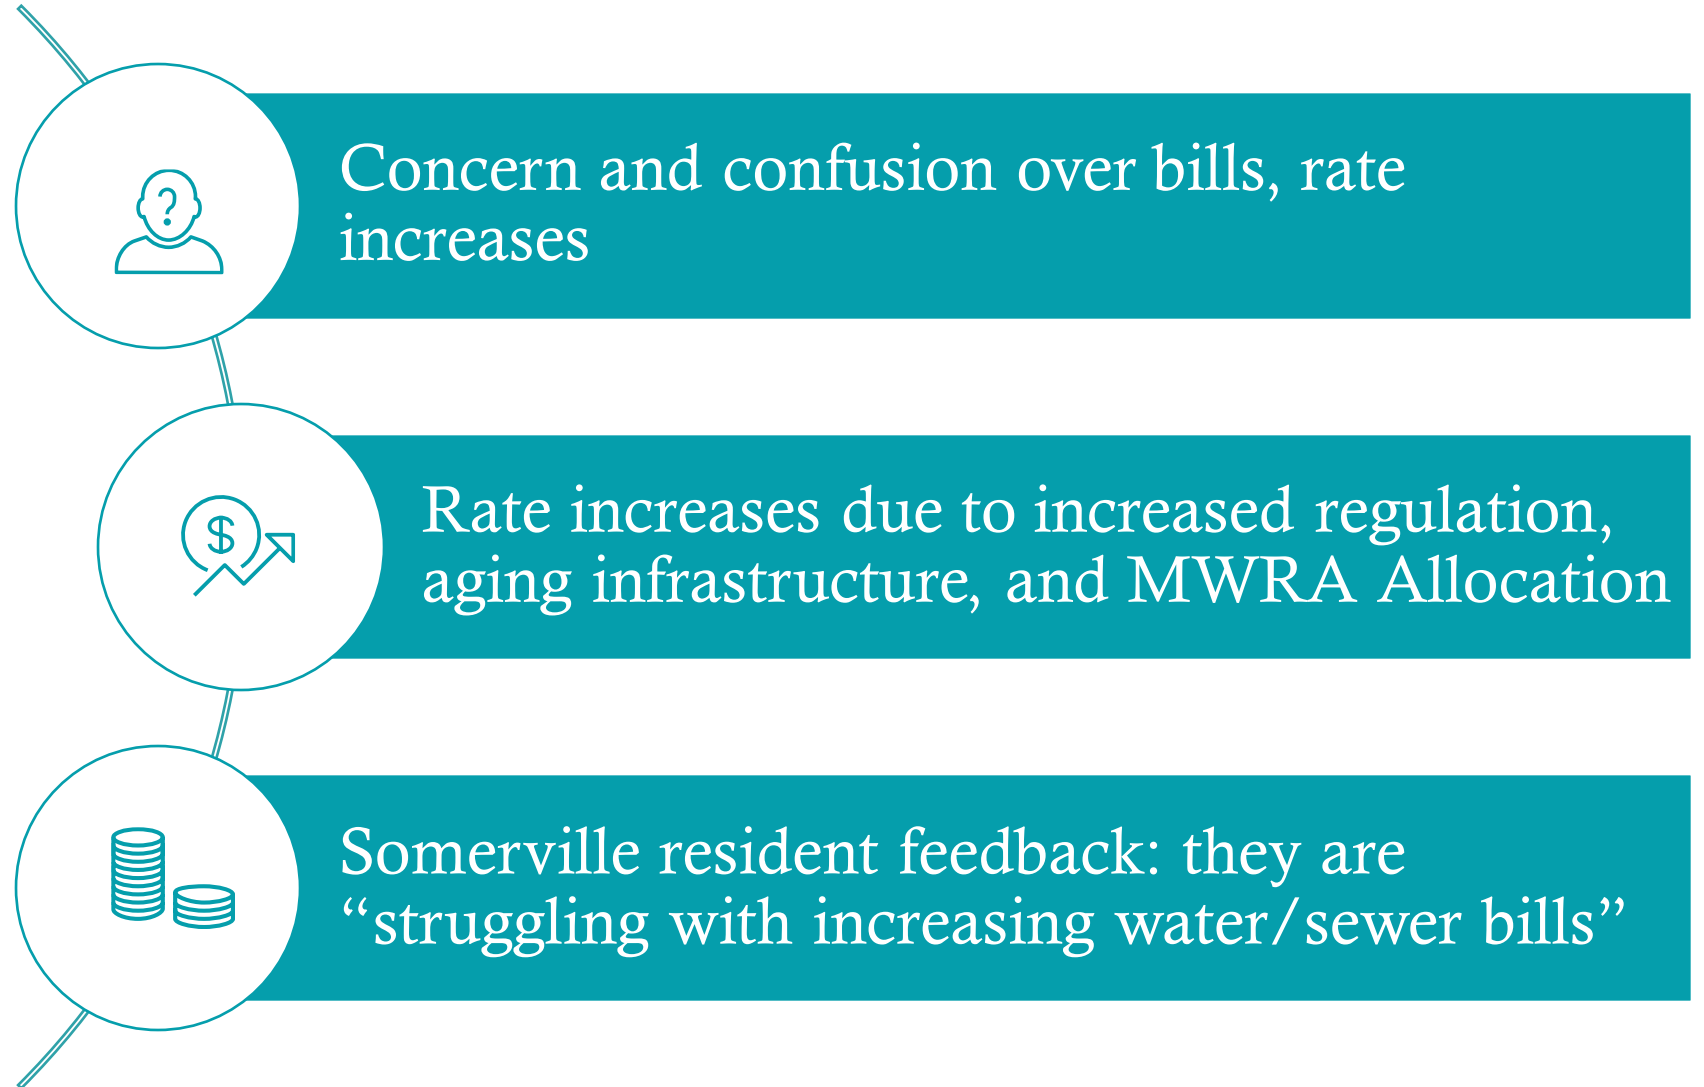 ?
Concern and confusion over bills, rate
increases
$
Rate increases due to increased regulation,
aging infrastructure, and MWRA Allocation
Somerville resident feedback: they are
“struggling with increasing water/sewer bills”